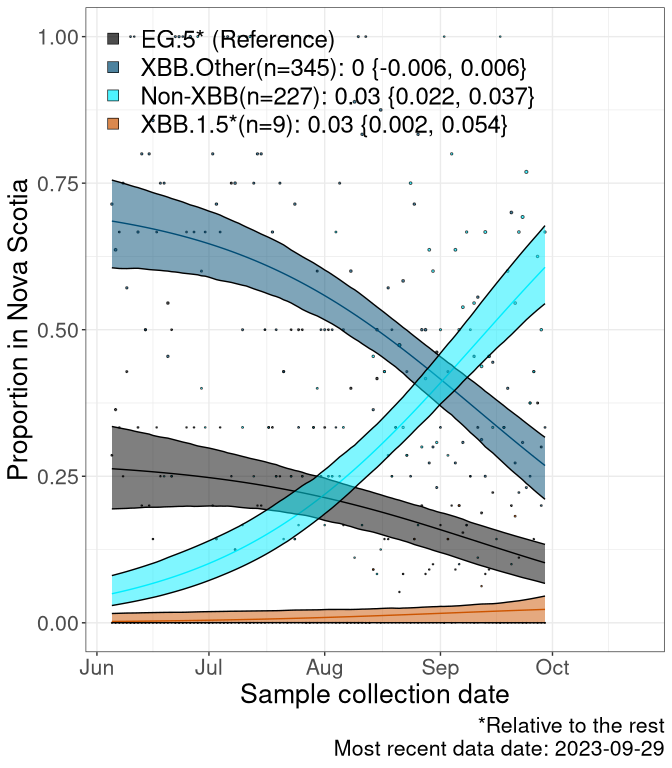 1.00
EG.5* (Reference)
XBB.Other(n=345): 0 {-0.006, 0.006}
Non-XBB(n=227): 0.03 {0.022, 0.037}
XBB.1.5*(n=9): 0.03 {0.002, 0.054}
0.75
Proportion in Nova Scotia
0.50
0.25
0.00
Jun Jul Aug Sep Oct
Sample collection date
*Relative to the rest
Most recent data date: 2023-09-29